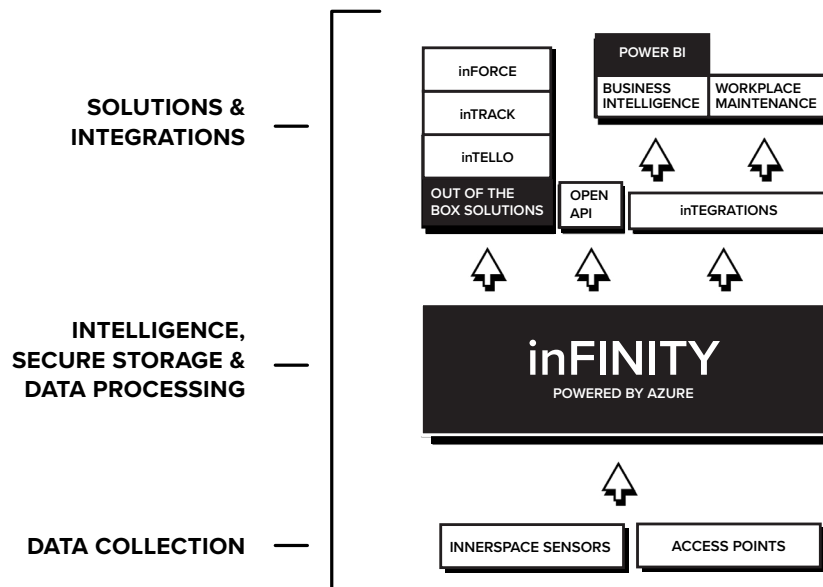 SOLUTIONS &
INTEGRATIONS
inFORCE
inTRACK
inTELLO
OUT OF THE
BOX SOLUTIONS
OPEN
API
POWER BI
BUSINESS
INTELLIGENCE
WORKPLACE
MAINTENANCE
inTEGRATIONS
INTELLIGENCE,
SECURE STORAGE &
DATA PROCESSING
inFINITY
POWERED BY AZURE
DATA COLLECTION
INNERSPACE SENSORS
ACCESS POINTS